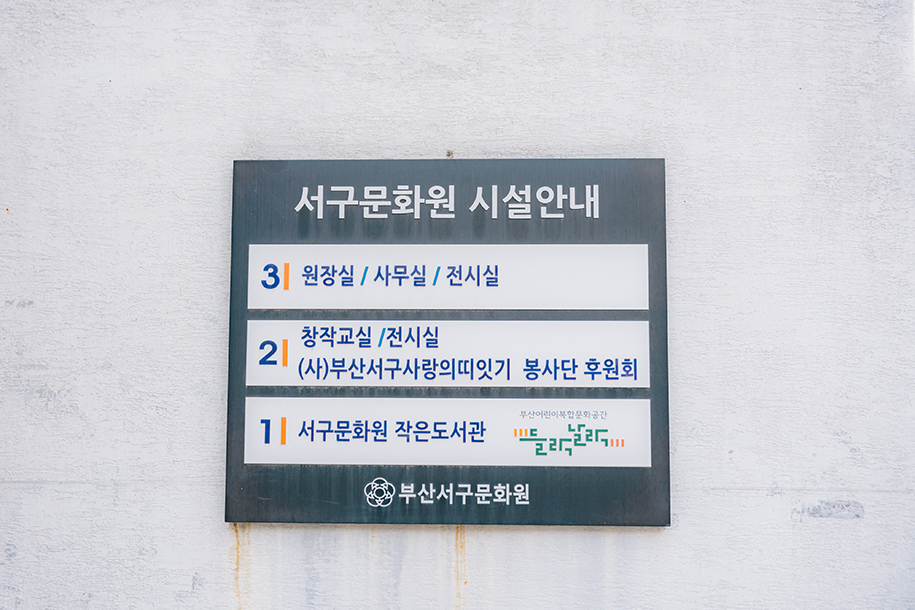 서구문화원 시설안내
3 원장실 / 사무실 / 전시실
2 창작교실 /전시실
(사)부산서구사랑의띠잇기 봉사단 후원회
1 서구문화원 작은도서관
부산어린이복합문화공간
들락날락
부산서구문화원